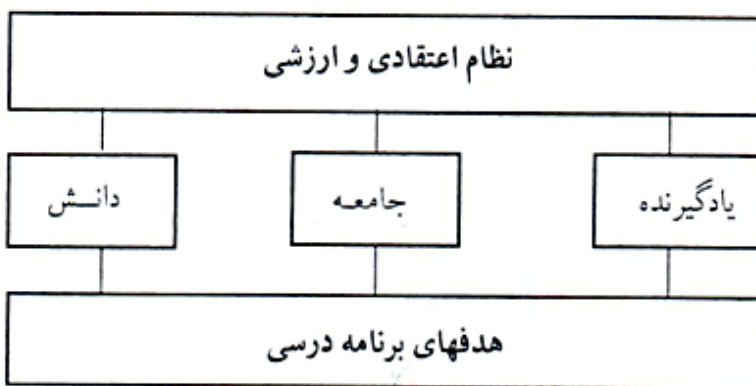 نظام اعتقادی و ارزشی
یادگیرنده
جامعه
دانش
هدفهای برنامه درسی